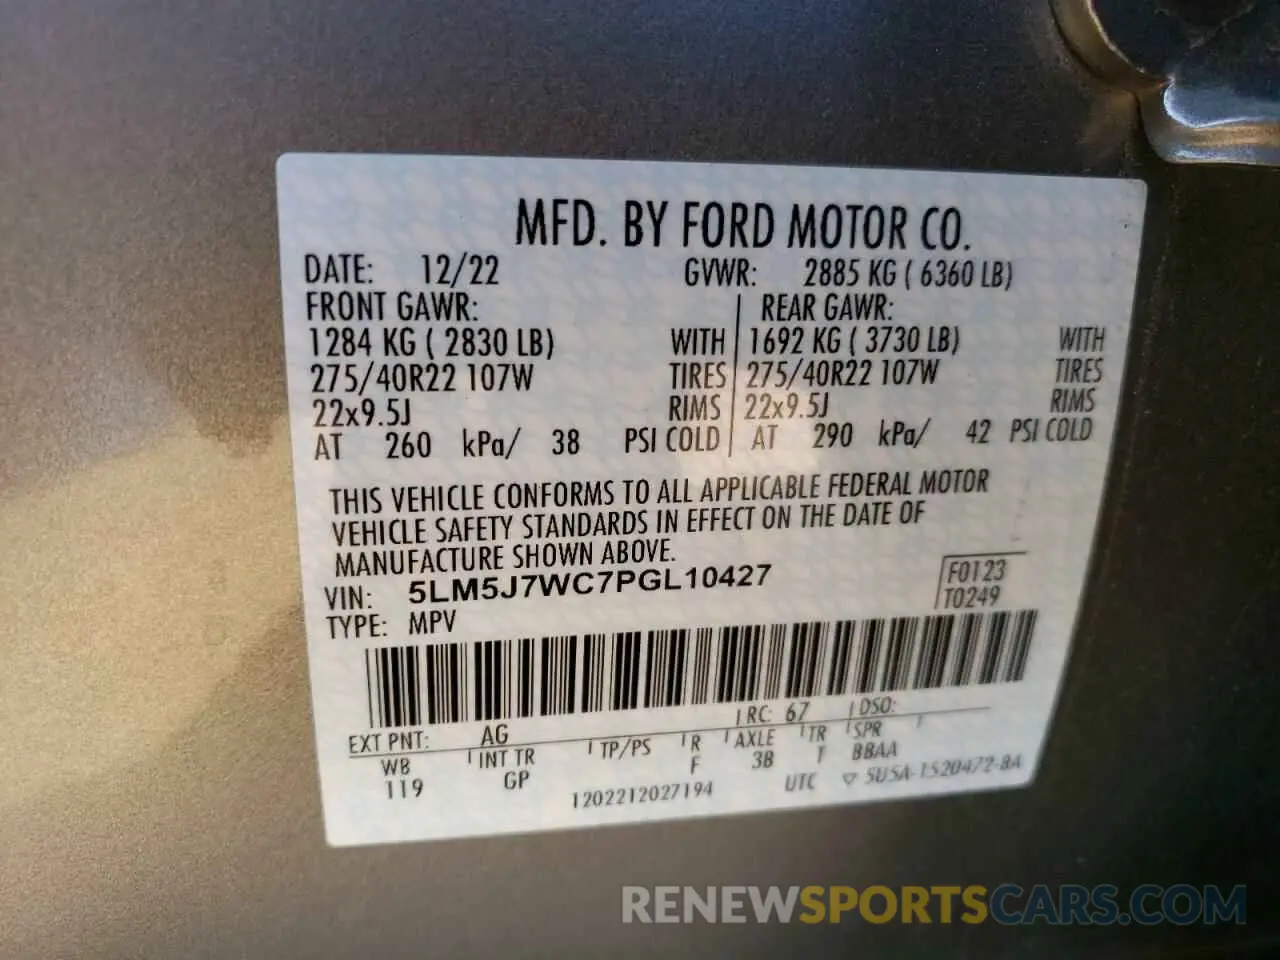 MFD. BY FORD MOTOR CO.
DATE: 12/22 GVWR: 2885 KG ( 6360 LB)
FRONT GAWR: REAR GAWR:
1284 KG ( 2830 LB) WITH 1692 KG ( 3730 LB) WITH
275/40R22 107W TIRES 275/40R22 107W TIRES
22x9.5J RIMS 22x9.5J RIMS
AT 260 kPa/ 38 PSI COLD AT 290 kPa/ 42 PSI COLD
THIS VEHICLE CONFORMS TO ALL APPLICABLE FEDERAL MOTOR
VEHICLE SAFETY STANDARDS IN EFFECT ON THE DATE OF
MANUFACTURE SHOWN ABOVE.
VIN: 5LM5J7WC7PGL10427 F0123
TYPE: MPV T0249
EXT PNT: AG RC: 67 DSO:
WB INT TR TP/PS R AXLE TR SPR
119 GP F 3B BBAA
1202212027194 UTC ▽ 5U5A-1520472-BA
RENEWSPORTSCARS.COM